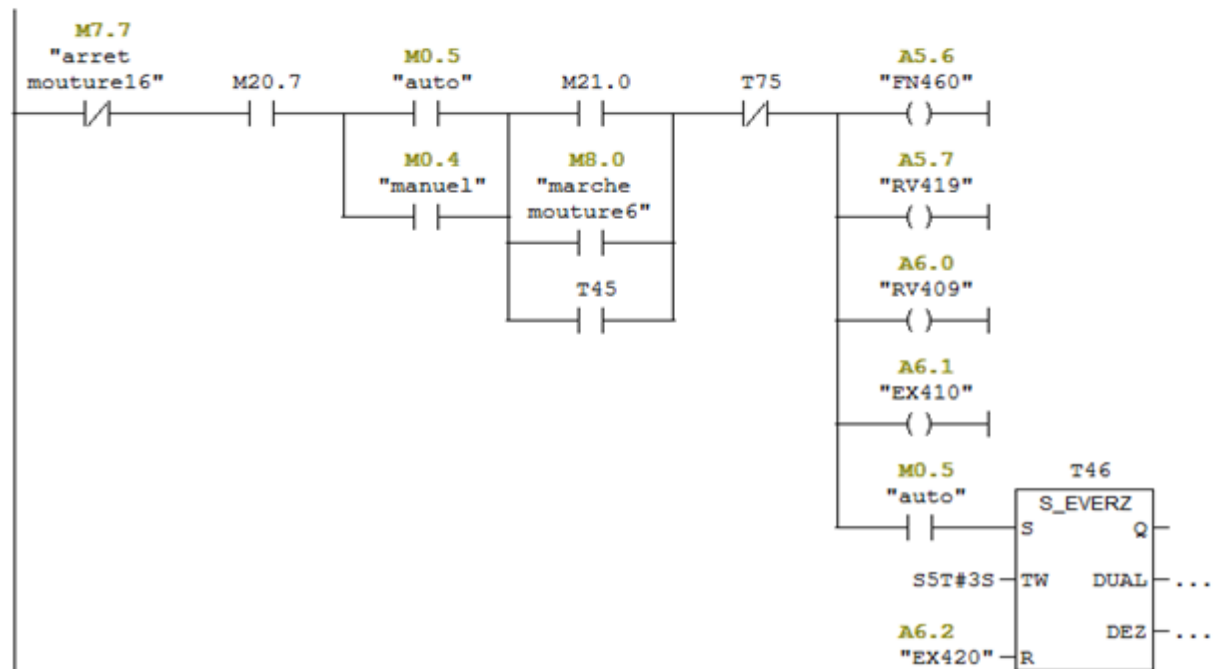 M7.7
"arret
mouture16"
M20.7
M0.5
"auto"
M21.0
T75
A5.6
"FN460"
M0.4
"manuel"
M8.0
"marche
mouture6"
T45
A5.7
"RV419"
A6.0
"RV409"
A6.1
"EX410"
M0.5
"auto"
T46
S_EVERZ
S Q
S5T#3S TW DUAL ...
A6.2
"EX420" R DEZ ...